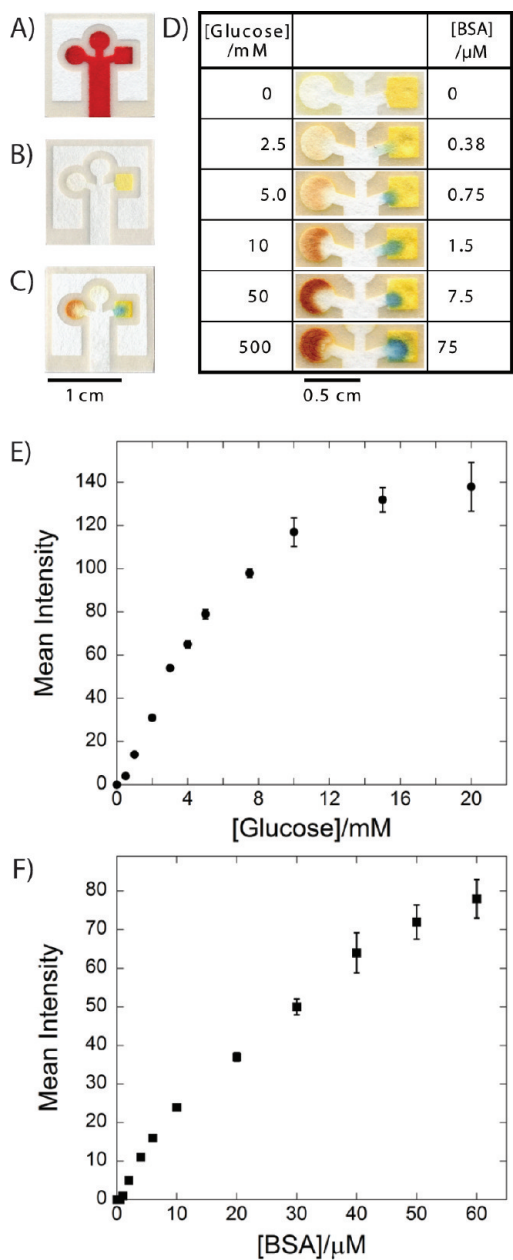 A)
B)
C)
1 cm
D)
[Glucose]
/mM
[BSA]
/μM
0 0
2.5 0.38
5.0 0.75
10 1.5
50 7.5
500 75
0.5 cm
E)
Mean Intensity
140
120
100
80
60
40
20
0
0 4 8 12 16 20
[Glucose]/mM
F)
Mean Intensity
80
70
60
50
40
30
20
10
0
0 10 20 30 40 50 60
[BSA]/μM